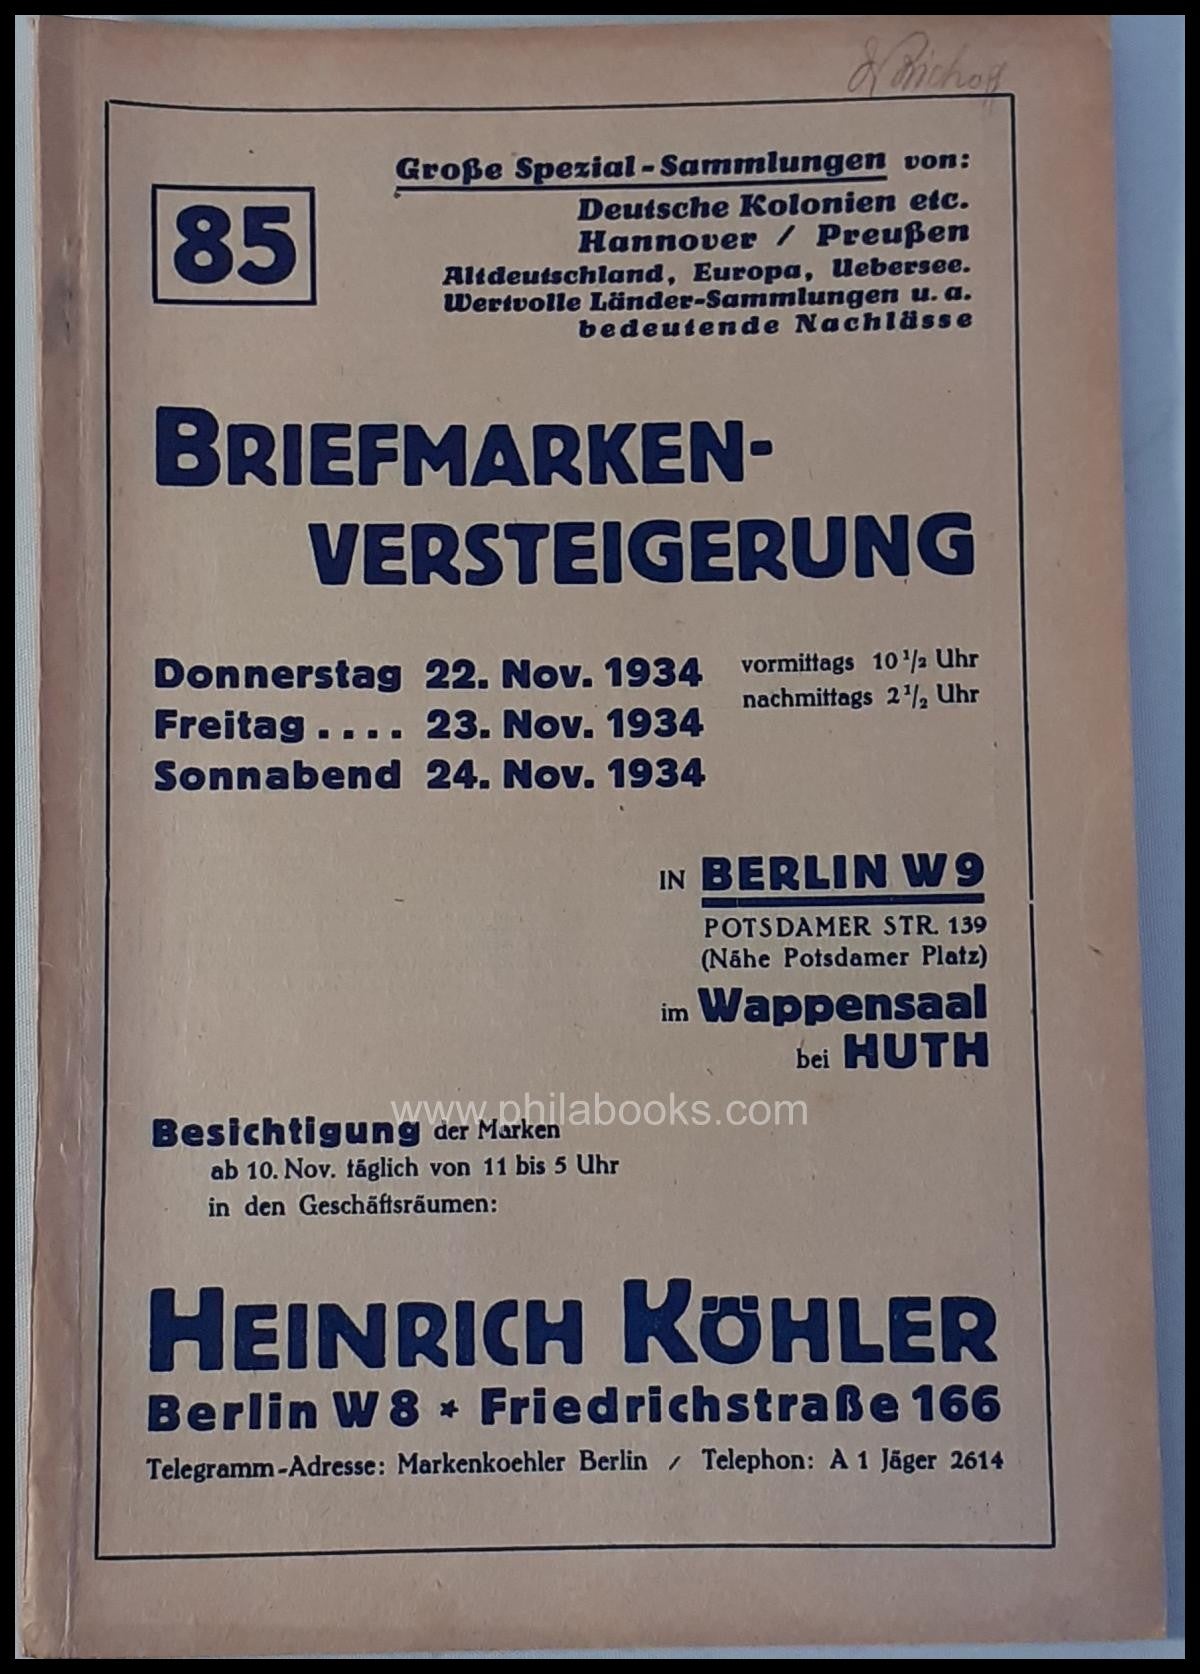 85
Große Spezial-Sammlungen von:
Deutsche Kolonien etc.
Hannover / Preußen
Altdeutschland, Europa, Uebersee.
Wertvolle Länder-Sammlungen u. a.
bedeutende Nachlässe
BRIEFMARKEN-
VERSTEIGERUNG
Donnerstag 22. Nov. 1934 vormittags 10 1/2 Uhr
nachmittags 2 1/2 Uhr
Freitag .... 23. Nov. 1934
Sonnabend 24. Nov. 1934
IN BERLIN W 9
POTSDAMER STR. 139
(Nähe Potsdamer Platz)
im Wappensaal
bei HUTH
www.philabooks.com
Besichtigung der Marken
ab 10. Nov. täglich von 11 bis 5 Uhr
in den Geschäftsräumen:
HEINRICH KÖHLER
Berlin W 8 * Friedrichstraße 166
Telegramm-Adresse: Markenkoehler Berlin / Telephon: A 1 Jäger 2614